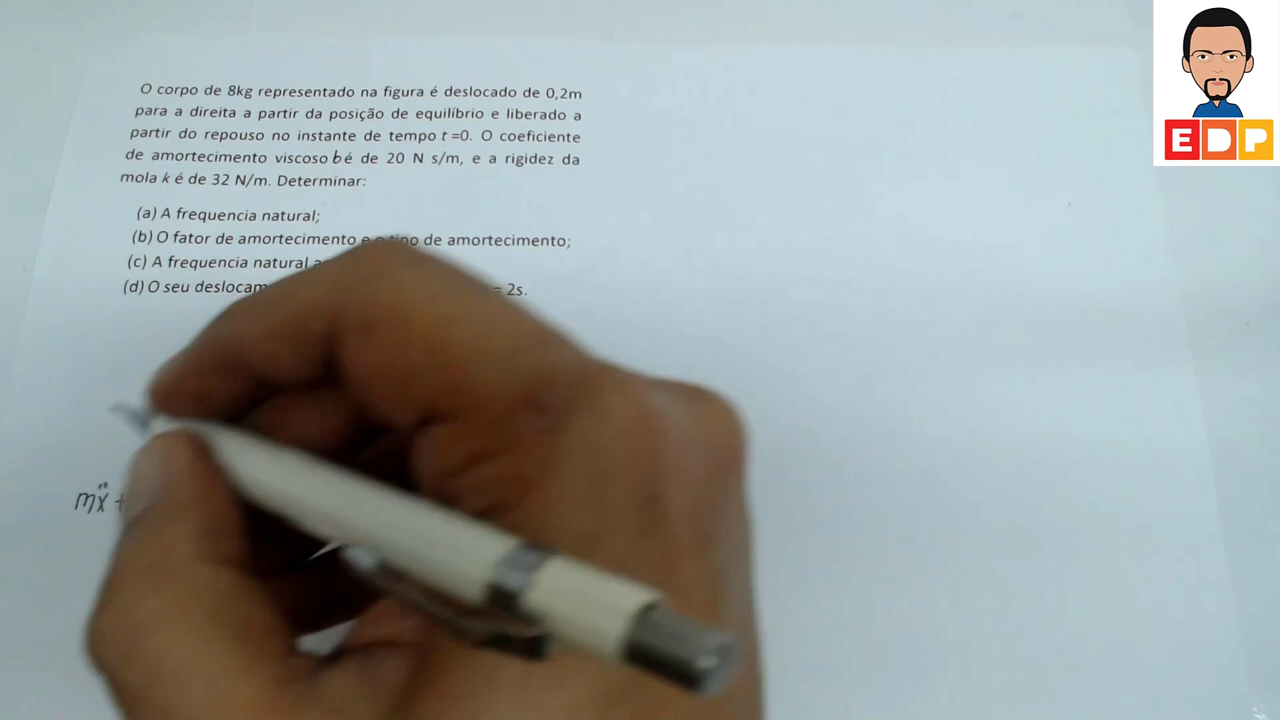 O corpo de 8kg representado na figura é deslocado de 0,2m
para a direita a partir da posição de equilíbrio e liberado a
partir do repouso no instante de tempo t =0. O coeficiente
de amortecimento viscoso b é de 20 N s/m, e a rigidez da
mola k é de 32 N/m. Determinar:
(a) A frequencia natural;
(b) O fator de amortecimento e o tipo de amortecimento;
(c) A frequencia natural
(d) O seu = 2s.
mẍ +
EDP